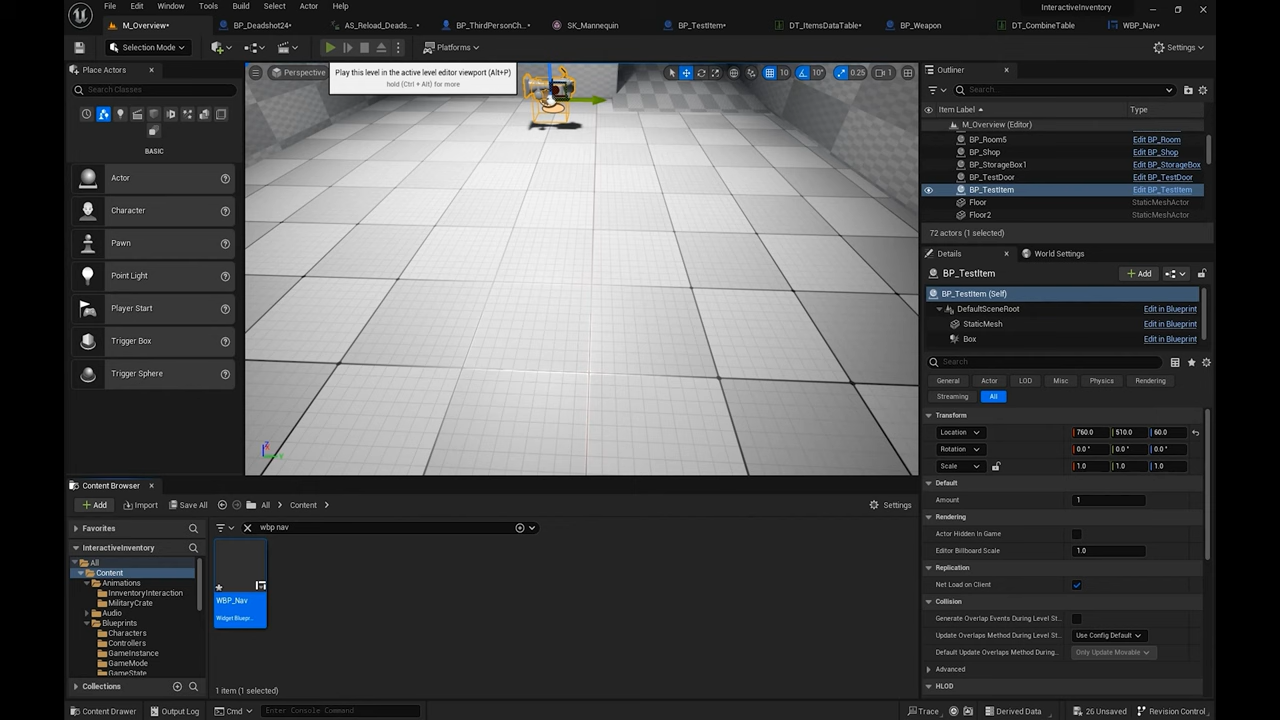 File Edit Window Tools Build Select Actor Help
InteractiveInventory
M_Overview* BP_Deadshot24* AS_Reload_Deads... BP_ThirdPersonCh... SK_Mannequin BP_TestItem* DT_ItemsDataTable* BP_Weapon DT_CombineTable WBP_Nav*
Selection Mode Platforms Settings
Place Actors Perspective Play this level in the active level editor viewport (Alt+P) 10 10° 0.25 1 Outliner
hold (Ctrl + Alt) for more
Search Classes Search...
Item Label Type
M_Overview (Editor)
BP_Room5 Edit BP_Room
BASIC BP_Shop Edit BP_Shop
BP_StorageBox1 Edit BP_StorageBox
Actor BP_TestDoor Edit BP_TestDoor
BP_TestItem Edit BP_TestItem
Character Floor StaticMeshActor
Floor2 StaticMeshActor
Pawn 72 actors (1 selected)
Details World Settings
Point Light BP_TestItem Add
BP_TestItem (Self)
Player Start DefaultSceneRoot Edit in Blueprint
StaticMesh Edit in Blueprint
Trigger Box Box Edit in Blueprint
Search
Trigger Sphere General Actor LOD Misc Physics Rendering
Streaming All
Transform
Location 760.0 510.0 60.0
Rotation 0.0° 0.0° 0.0°
Scale 1.0 1.0 1.0
Default
Amount 1
Rendering
Actor Hidden In Game
Editor Billboard Scale 1.0
Replication
Net Load on Client
Collision
Generate Overlap Events During Level St...
Update Overlaps Method During Level St... Use Config Default
Default Update Overlaps Method During... Only Update Movable
Advanced
HLOD
Content Browser
Add Import Save All All Content Settings
Favorites wbp nav
InteractiveInventory
All
Content
Animations
InnventoryInteraction
MilitaryCrate
Audio
Blueprints
Characters
Controllers
GameInstance
GameMode
GameState
WBP_Nav
Widget Bluepr...
Collections 1 item (1 selected)
Content Drawer Output Log Cmd Enter Console Command Trace Derived Data 26 Unsaved Revision Control